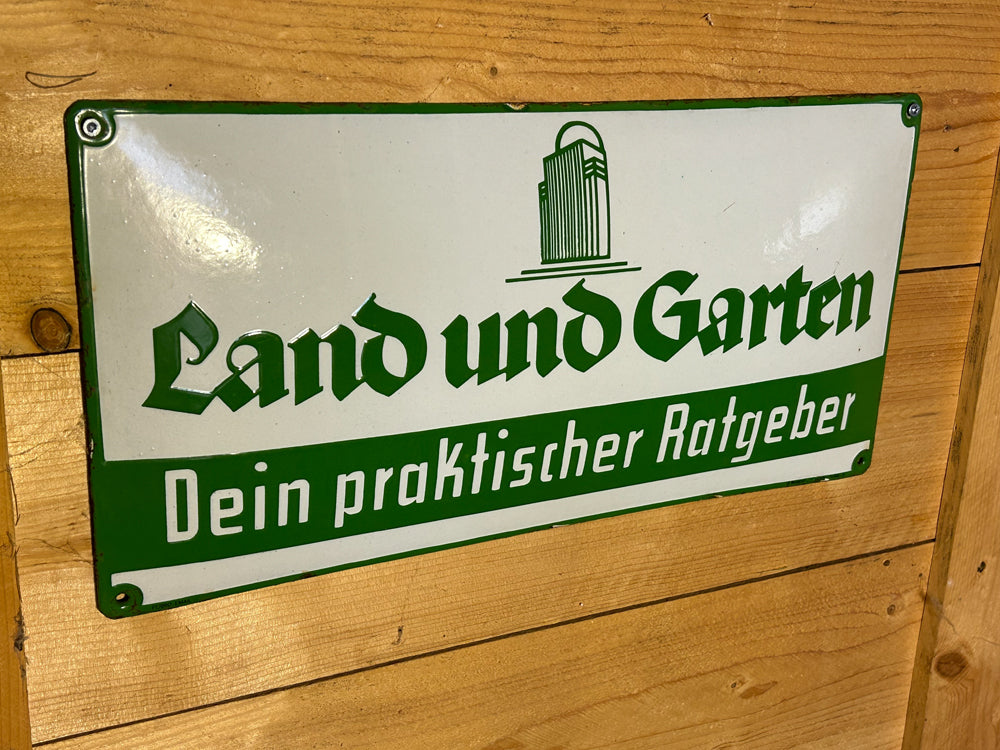 Land und Garten
Dein praktischer Ratgeber